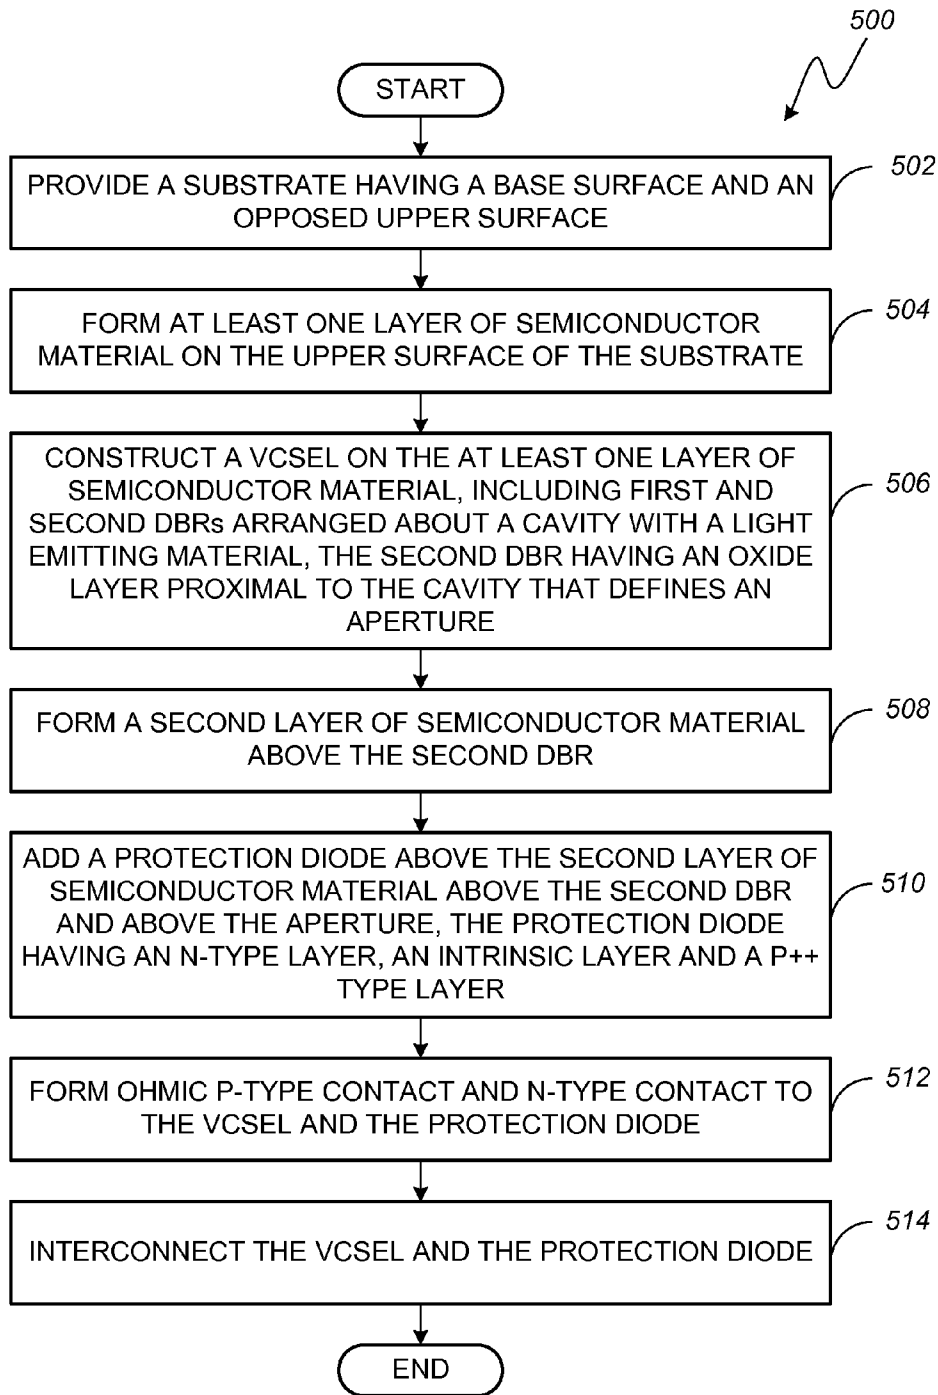 500
START
PROVIDE A SUBSTRATE HAVING A BASE SURFACE AND AN
OPPOSED UPPER SURFACE
502
FORM AT LEAST ONE LAYER OF SEMICONDUCTOR
MATERIAL ON THE UPPER SURFACE OF THE SUBSTRATE
504
CONSTRUCT A VCSEL ON THE AT LEAST ONE LAYER OF
SEMICONDUCTOR MATERIAL, INCLUDING FIRST AND
SECOND DBRs ARRANGED ABOUT A CAVITY WITH A LIGHT
EMITTING MATERIAL, THE SECOND DBR HAVING AN OXIDE
LAYER PROXIMAL TO THE CAVITY THAT DEFINES AN
APERTURE
506
FORM A SECOND LAYER OF SEMICONDUCTOR MATERIAL
ABOVE THE SECOND DBR
508
ADD A PROTECTION DIODE ABOVE THE SECOND LAYER OF
SEMICONDUCTOR MATERIAL ABOVE THE SECOND DBR
AND ABOVE THE APERTURE, THE PROTECTION DIODE
HAVING AN N-TYPE LAYER, AN INTRINSIC LAYER AND A P++
TYPE LAYER
510
FORM OHMIC P-TYPE CONTACT AND N-TYPE CONTACT TO
THE VCSEL AND THE PROTECTION DIODE
512
INTERCONNECT THE VCSEL AND THE PROTECTION DIODE
514
END